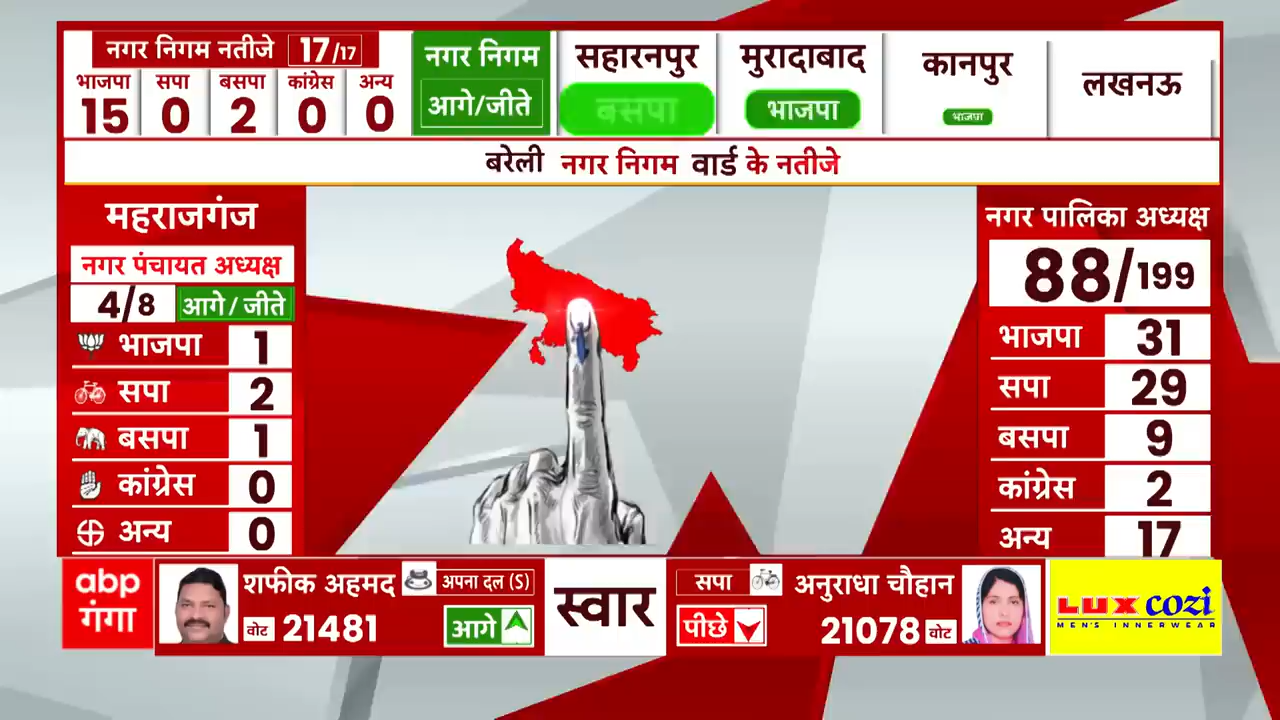 नगर निगम नतीजे 17/17
भाजपा सपा बसपा कांग्रेस अन्य
15 0 2 0 0
नगर निगम
आगे/जीते
सहारनपुर
बसपा
मुरादाबाद
भाजपा
कानपुर
भाजपा
लखनऊ
बरेली नगर निगम वार्ड के नतीजे
महराजगंज
नगर पंचायत अध्यक्ष
4/8 आगे/जीते
भाजपा 1
सपा 2
बसपा 1
कांग्रेस 0
अन्य 0
नगर पालिका अध्यक्ष
88/199
भाजपा 31
सपा 29
बसपा 9
कांग्रेस 2
अन्य 17
abp
गंगा
शफीक अहमद अपना दल (S)
वोट 21481 आगे
स्वार
सपा अनुराधा चौहान
पीछे 21078 वोट
LUX cozi
MEN'S INNERWEAR